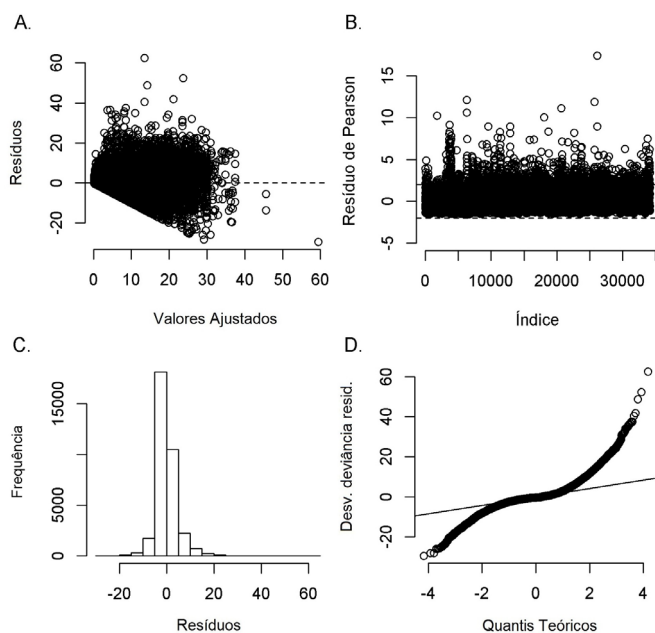 A.
Resíduos
60
40
20
0
-20
0 10 20 30 40 50 60
Valores Ajustados
B.
Resíduo de Pearson
15
10
5
0
-5
0 10000 20000 30000
Índice
C.
Frequência
15000
5000
0
-20 0 20 40 60
Resíduos
D.
Desv. deviância resid.
60
40
20
0
-20
-4 -2 0 2 4
Quantis Teóricos